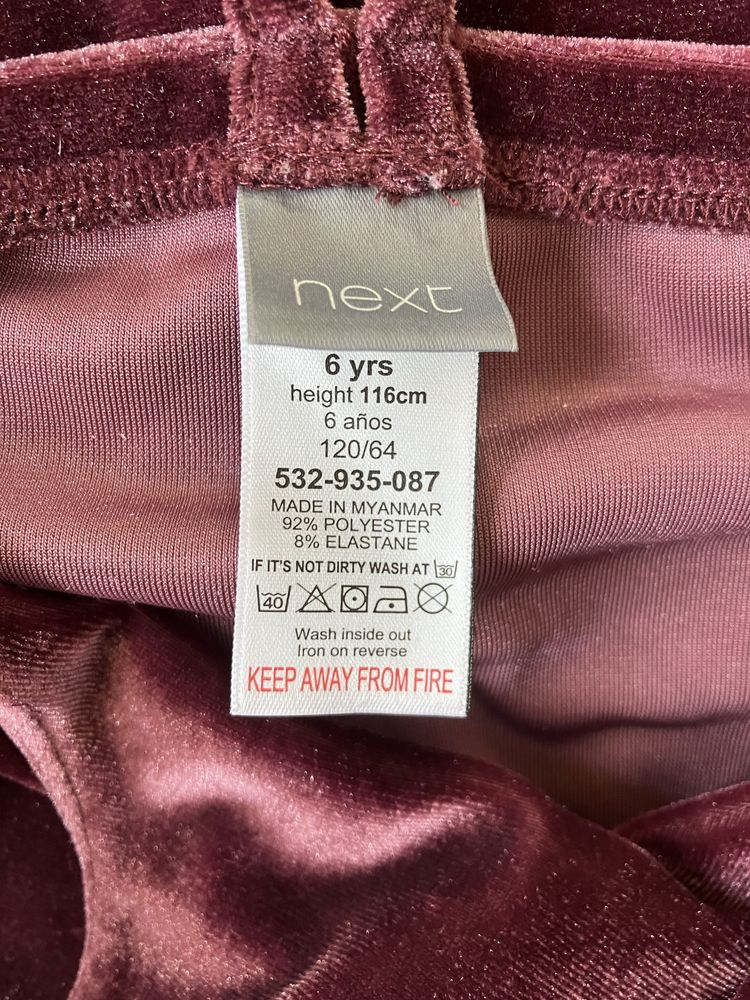 next
6 yrs
height 116cm
6 años
120/64
532-935-087
MADE IN MYANMAR
92% POLYESTER
8% ELASTANE
IF IT'S NOT DIRTY WASH AT 30
40
Wash inside out
Iron on reverse
KEEP AWAY FROM FIRE